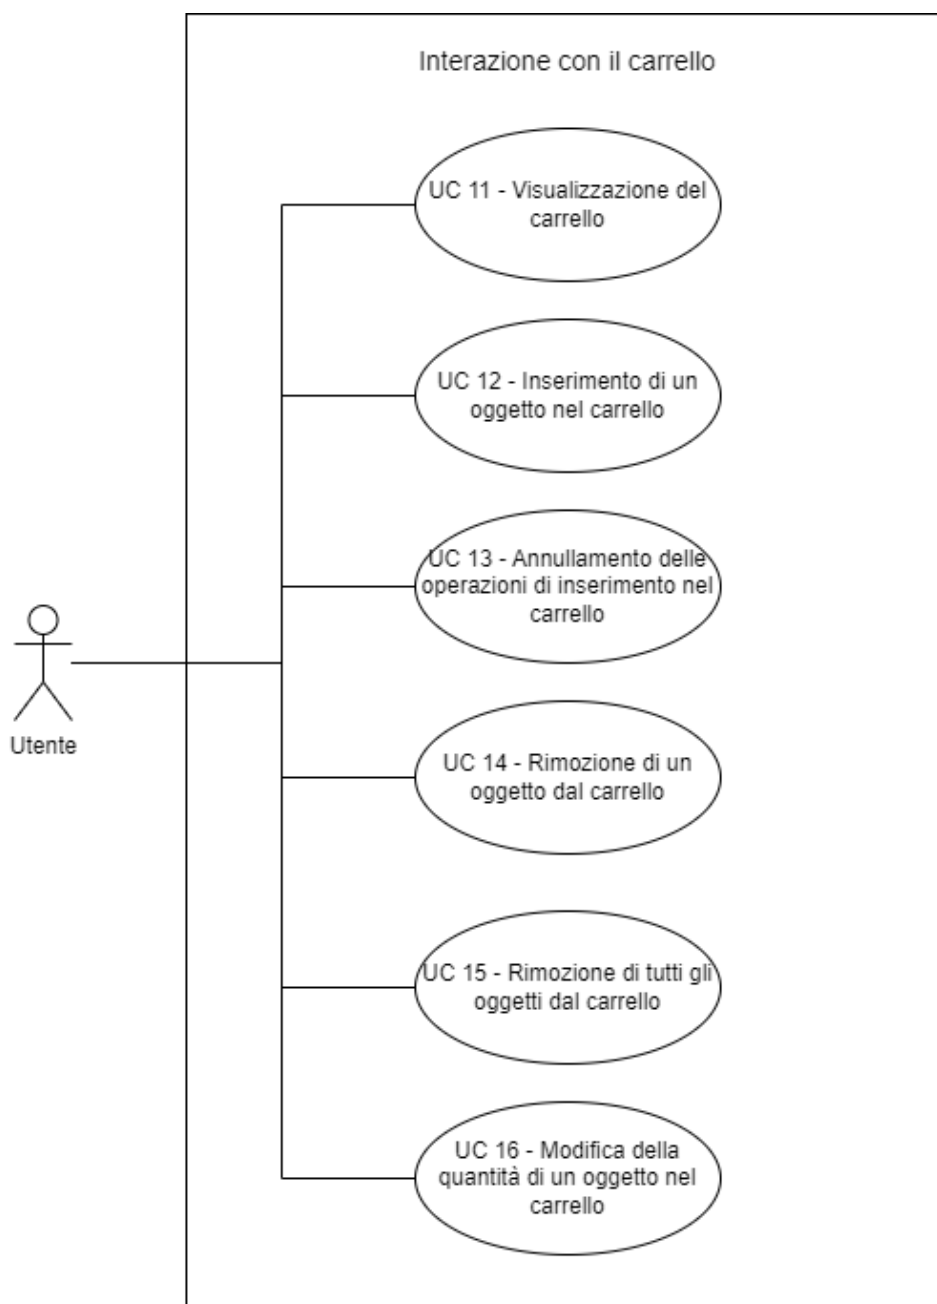 Interazione con il carrello
UC 11 - Visualizzazione del
carrello
UC 12 - Inserimento di un
oggetto nel carrello
UC 13 - Annullamento delle
operazioni di inserimento nel
carrello
Utente
UC 14 - Rimozione di un
oggetto dal carrello
UC 15 - Rimozione di tutti gli
oggetti dal carrello
UC 16 - Modifica della
quantità di un oggetto nel
carrello